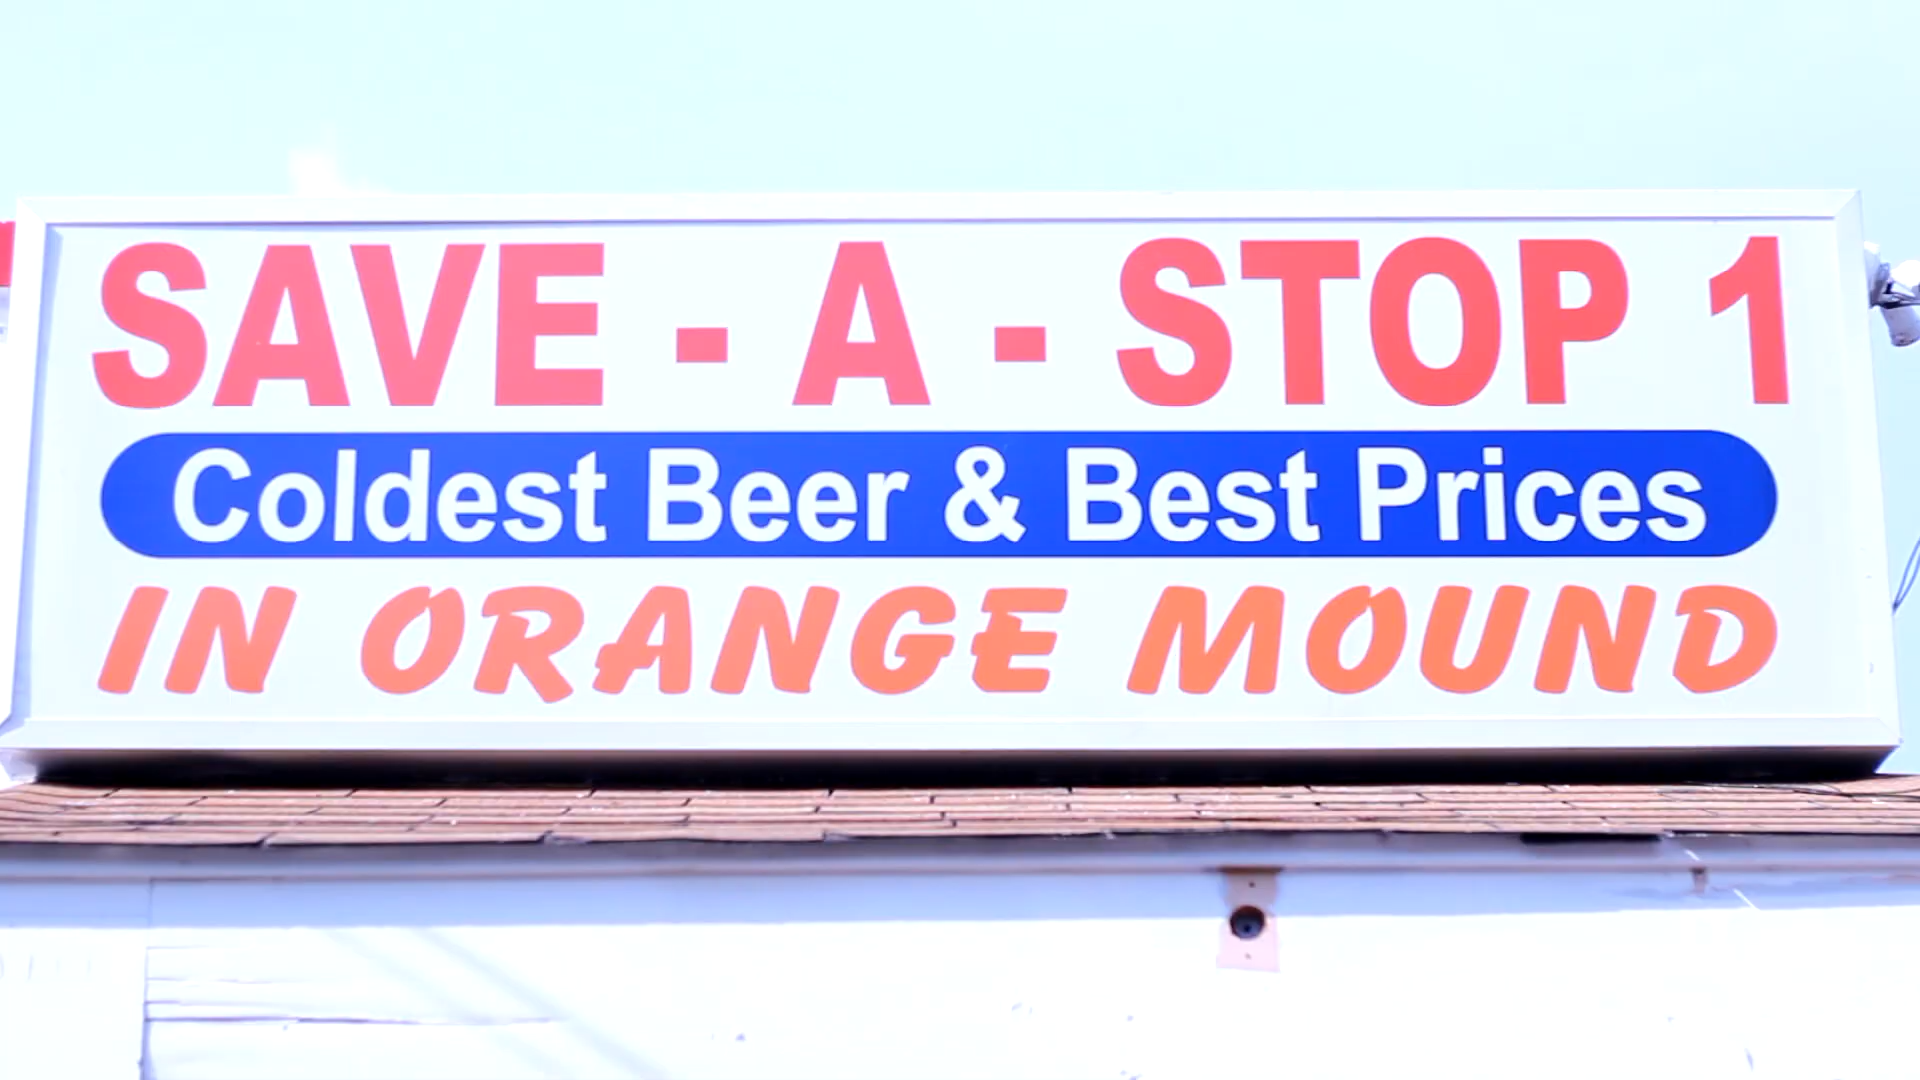 SAVE - A - STOP 1
Coldest Beer & Best Prices
IN ORANGE MOUND